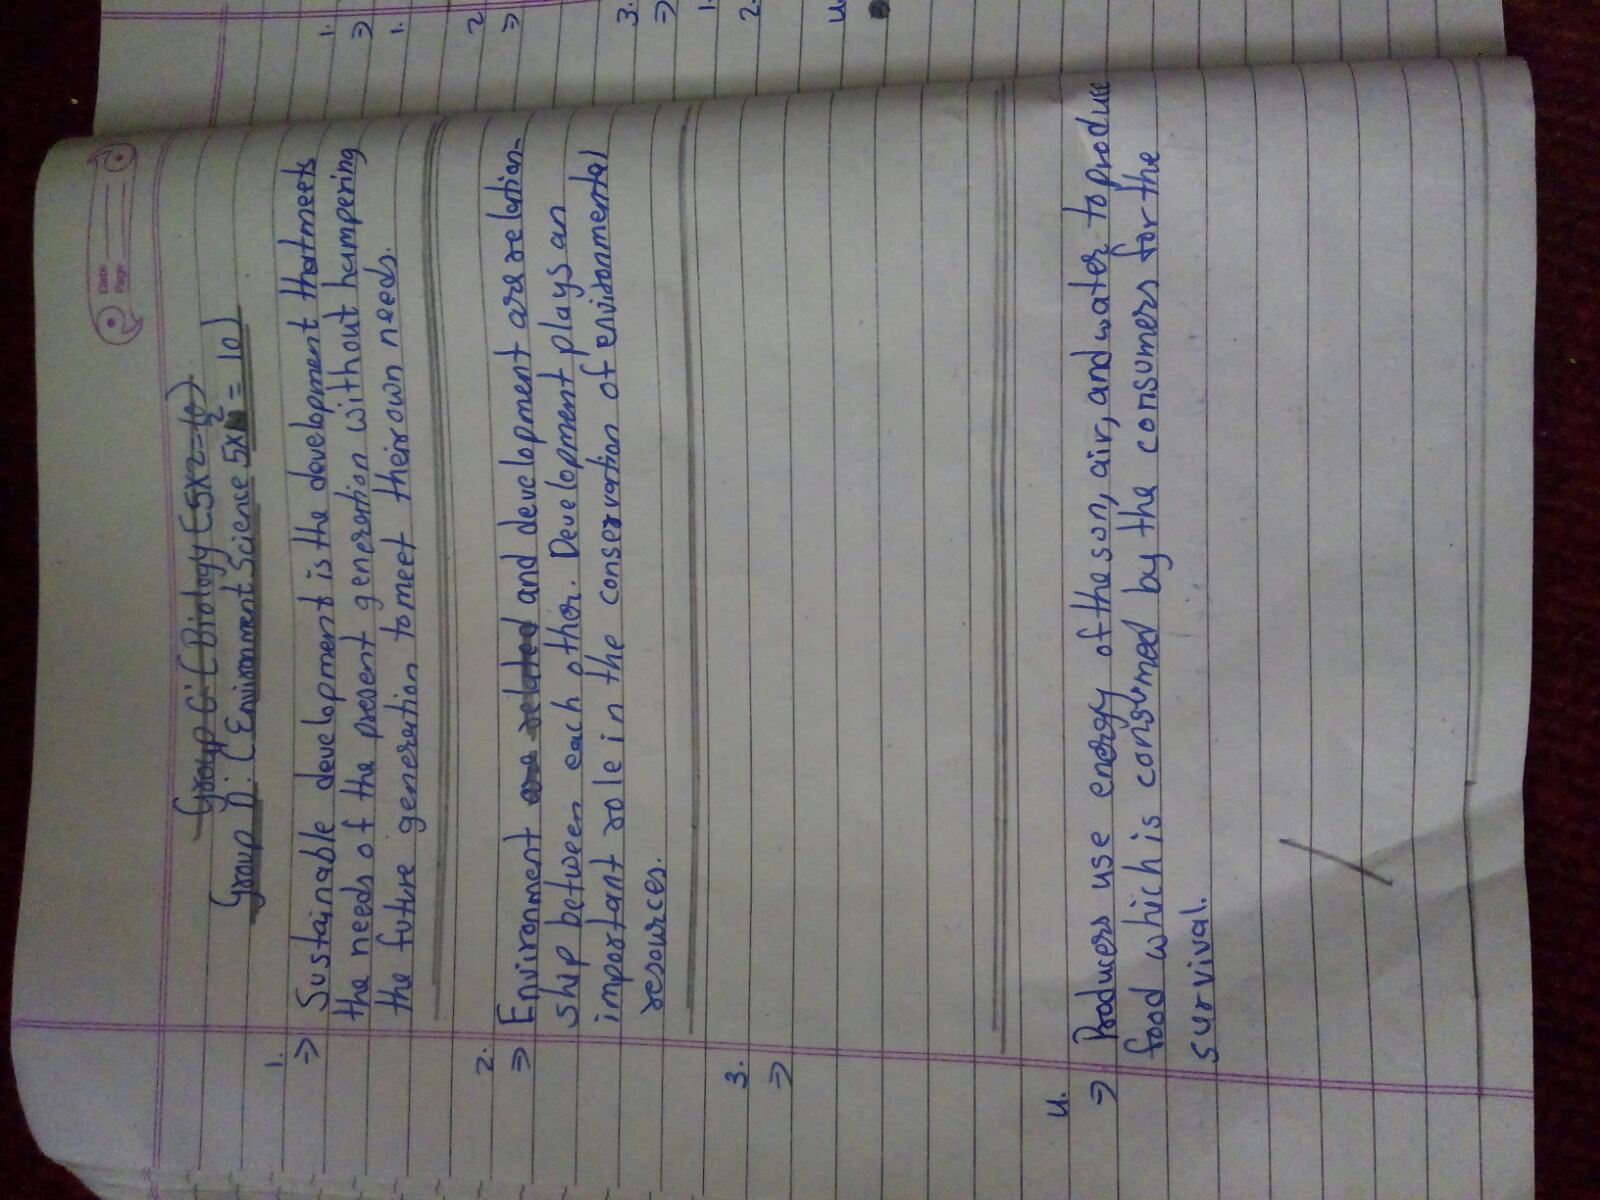 Date
Page
Group C: (Biology (5x2=10)
Group D: (Environment Science 5x2 = 10)
1.
=> Sustainable development is the development that meets
the needs of the present generation without hampering
the future generation to meet their own needs.
2.
=> Environment are related and development are relation-
ship between each other. Development plays an
important role in the conservation of environmental
resources.
3.
=>
4.
=> Producers use energy of the son, air, and water to produce
food which is consumed by the consumers for the
survival.
1.
=>
1.
2
=>
3.
=>
1.
2.
4.